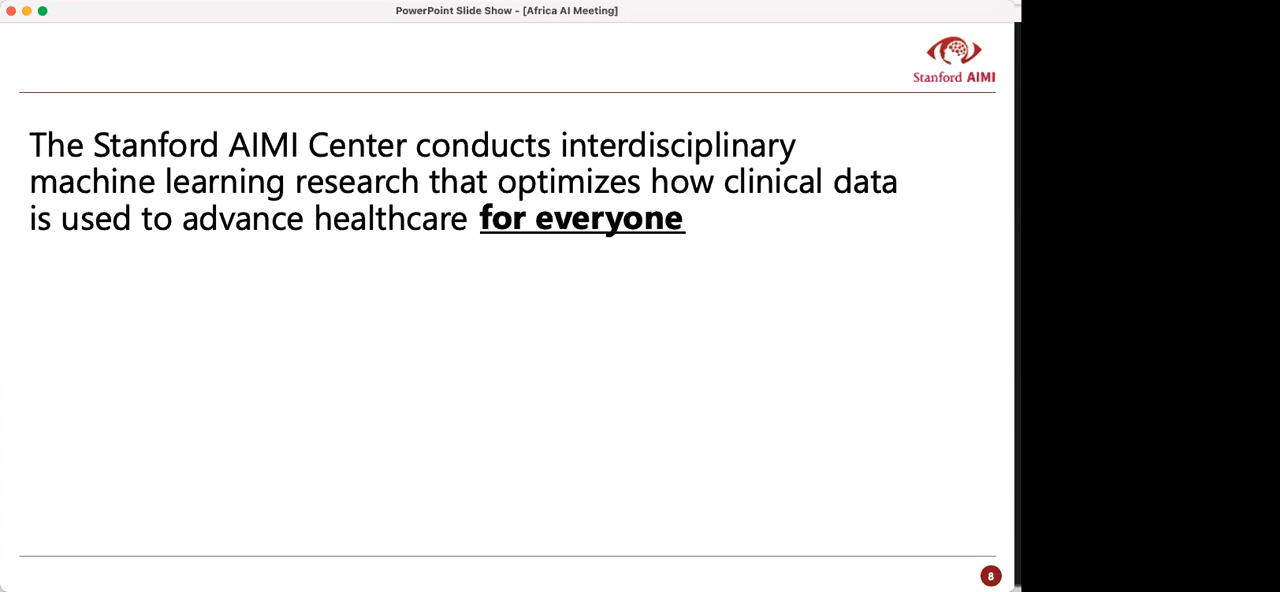 PowerPoint Slide Show - [Africa AI Meeting]
Stanford AIMI
The Stanford AIMI Center conducts interdisciplinary
machine learning research that optimizes how clinical data
is used to advance healthcare for everyone
8